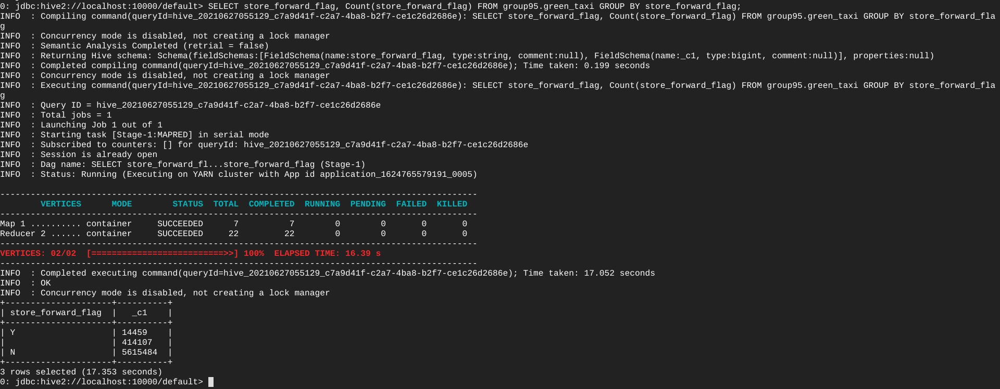 0: jdbc:hive2://localhost:10000/default> SELECT store_forward_flag, Count(store_forward_flag) FROM group95.green_taxi GROUP BY store_forward_flag;
INFO  : Compiling command(queryId=hive_20210627055129_c7a9d41f-c2a7-4ba8-b2f7-ce1c26d2686e): SELECT store_forward_flag, Count(store_forward_flag) FROM group95.green_taxi GROUP BY store_forward_fla
g
INFO  : Concurrency mode is disabled, not creating a lock manager
INFO  : Semantic Analysis Completed (retrial = false)
INFO  : Returning Hive schema: Schema(fieldSchemas:[FieldSchema(name:store_forward_flag, type:string, comment:null), FieldSchema(name:_c1, type:bigint, comment:null)], properties:null)
INFO  : Completed compiling command(queryId=hive_20210627055129_c7a9d41f-c2a7-4ba8-b2f7-ce1c26d2686e); Time taken: 0.199 seconds
INFO  : Concurrency mode is disabled, not creating a lock manager
INFO  : Executing command(queryId=hive_20210627055129_c7a9d41f-c2a7-4ba8-b2f7-ce1c26d2686e): SELECT store_forward_flag, Count(store_forward_flag) FROM group95.green_taxi GROUP BY store_forward_fla
g
INFO  : Query ID = hive_20210627055129_c7a9d41f-c2a7-4ba8-b2f7-ce1c26d2686e
INFO  : Total jobs = 1
INFO  : Launching Job 1 out of 1
INFO  : Starting task [Stage-1:MAPRED] in serial mode
INFO  : Subscribed to counters: [] for queryId: hive_20210627055129_c7a9d41f-c2a7-4ba8-b2f7-ce1c26d2686e
INFO  : Session is already open
INFO  : Dag name: SELECT store_forward_fl...store_forward_flag (Stage-1)
INFO  : Status: Running (Executing on YARN cluster with App id application_1624765579191_0005)
----------------------------------------------------------------------------------------------
        VERTICES      MODE        STATUS  TOTAL  COMPLETED  RUNNING  PENDING  FAILED  KILLED
----------------------------------------------------------------------------------------------
Map 1 .......... container     SUCCEEDED      7          7        0        0       0       0
Reducer 2 ...... container     SUCCEEDED     22         22        0        0       0       0
----------------------------------------------------------------------------------------------
VERTICES: 02/02  [==========================>>] 100%  ELAPSED TIME: 16.39 s
----------------------------------------------------------------------------------------------
INFO  : Completed executing command(queryId=hive_20210627055129_c7a9d41f-c2a7-4ba8-b2f7-ce1c26d2686e); Time taken: 17.052 seconds
INFO  : OK
INFO  : Concurrency mode is disabled, not creating a lock manager
+---------------------+----------+
| store_forward_flag  |   _c1    |
+---------------------+----------+
| Y                   | 14459    |
|                     | 414107   |
| N                   | 5615484  |
+---------------------+----------+
3 rows selected (17.353 seconds)
0: jdbc:hive2://localhost:10000/default>